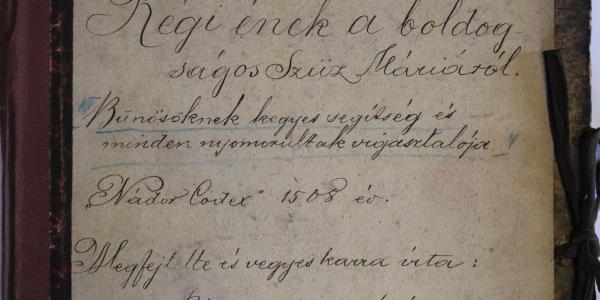 Régi ének a boldog-
ságos Szűz Máriáról.
„Bűnösöknek kegyes segítség és
minden nyomorultak vigasztalója."
„Nádor Codex" 1508 év.
Megfejtelte és vegyes karra írta: